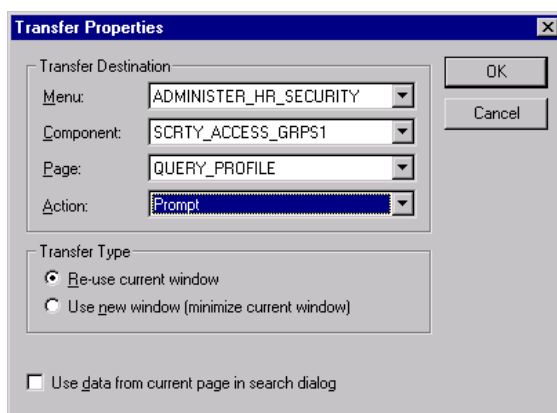 Transfer Properties
Transfer Destination
Menu: ADMINISTER_HR_SECURITY
Component: SCRTY_ACCESS_GRPS1
Page: QUERY_PROFILE
Action: Prompt
OK
Cancel
Transfer Type
Re-use current window
Use new window (minimize current window)
Use data from current page in search dialog